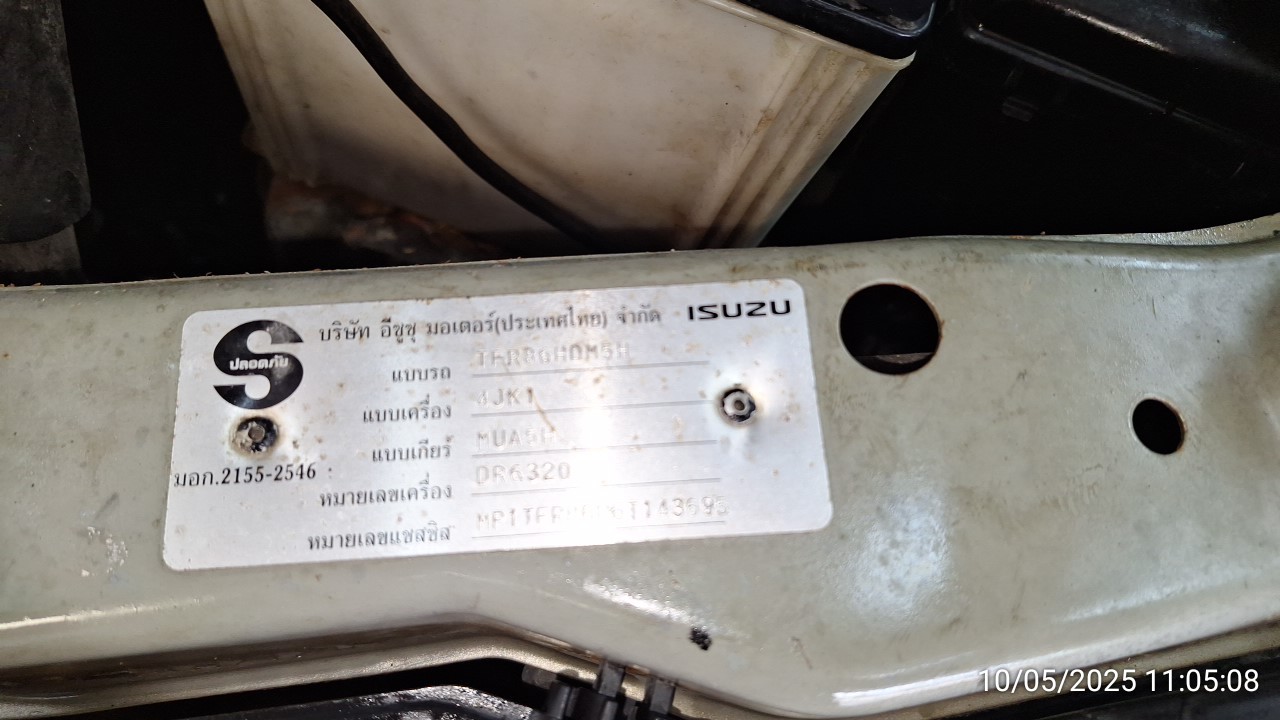 บริษัท อีซูซุ มอเตอร์(ประเทศไทย) จำกัด ISUZU
ปลอดภัย
แบบรถ
แบบเครื่อง 4JK1
แบบเกียร์
มอก.2155-2546 :
หมายเลขเครื่อง DR6320
หมายเลขแชสซิส
10/05/2025 11:05:08